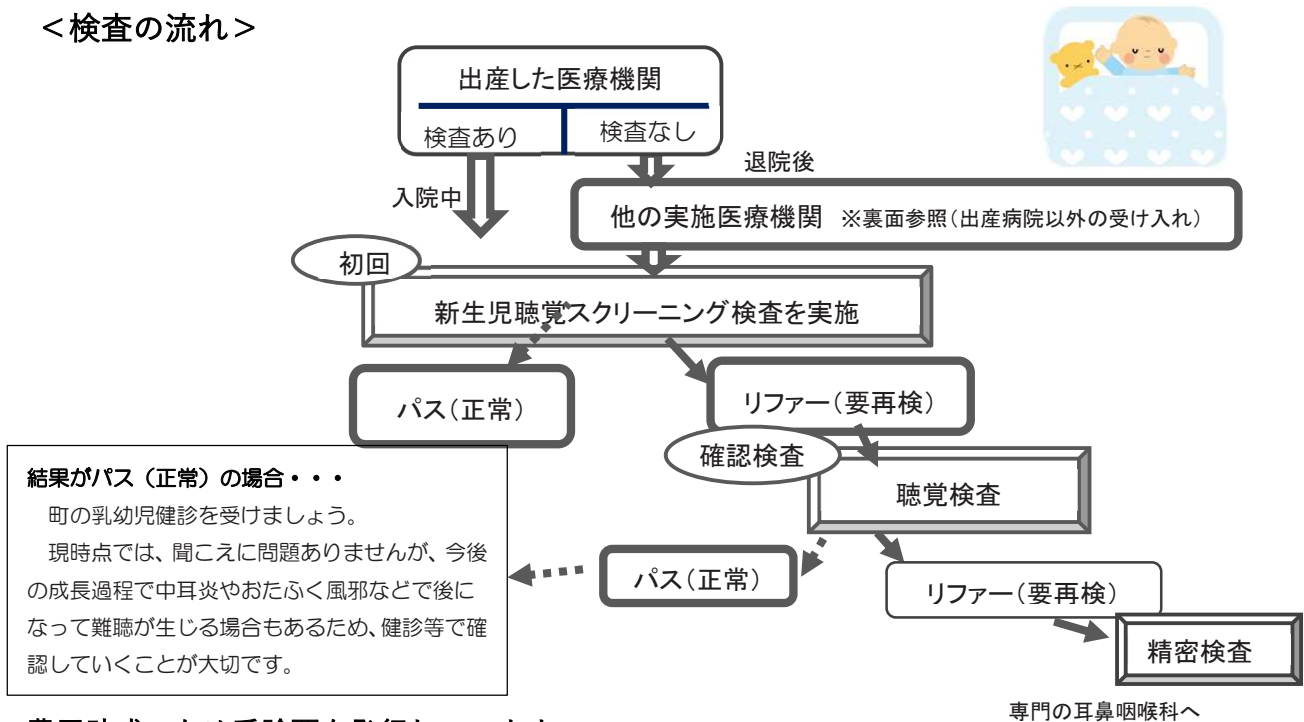 ＜検査の流れ＞
出産した医療機関
検査あり
検査なし
退院後
入院中
他の実施医療機関 ※裏面参照（出産病院以外の受け入れ）
初回
新生児聴覚スクリーニング検査を実施
パス（正常）
リファー（要再検）
確認検査
聴覚検査
結果がパス（正常）の場合・・・
町の乳幼児健診を受けましょう。
現時点では、聞こえに問題ありませんが、今後
の成長過程で中耳炎やおたふく風邪などで後に
なって難聴が生じる場合もあるため、健診等で確
認していくことが大切です。
パス（正常）
リファー（要再検）
精密検査
専門の耳鼻咽喉科へ